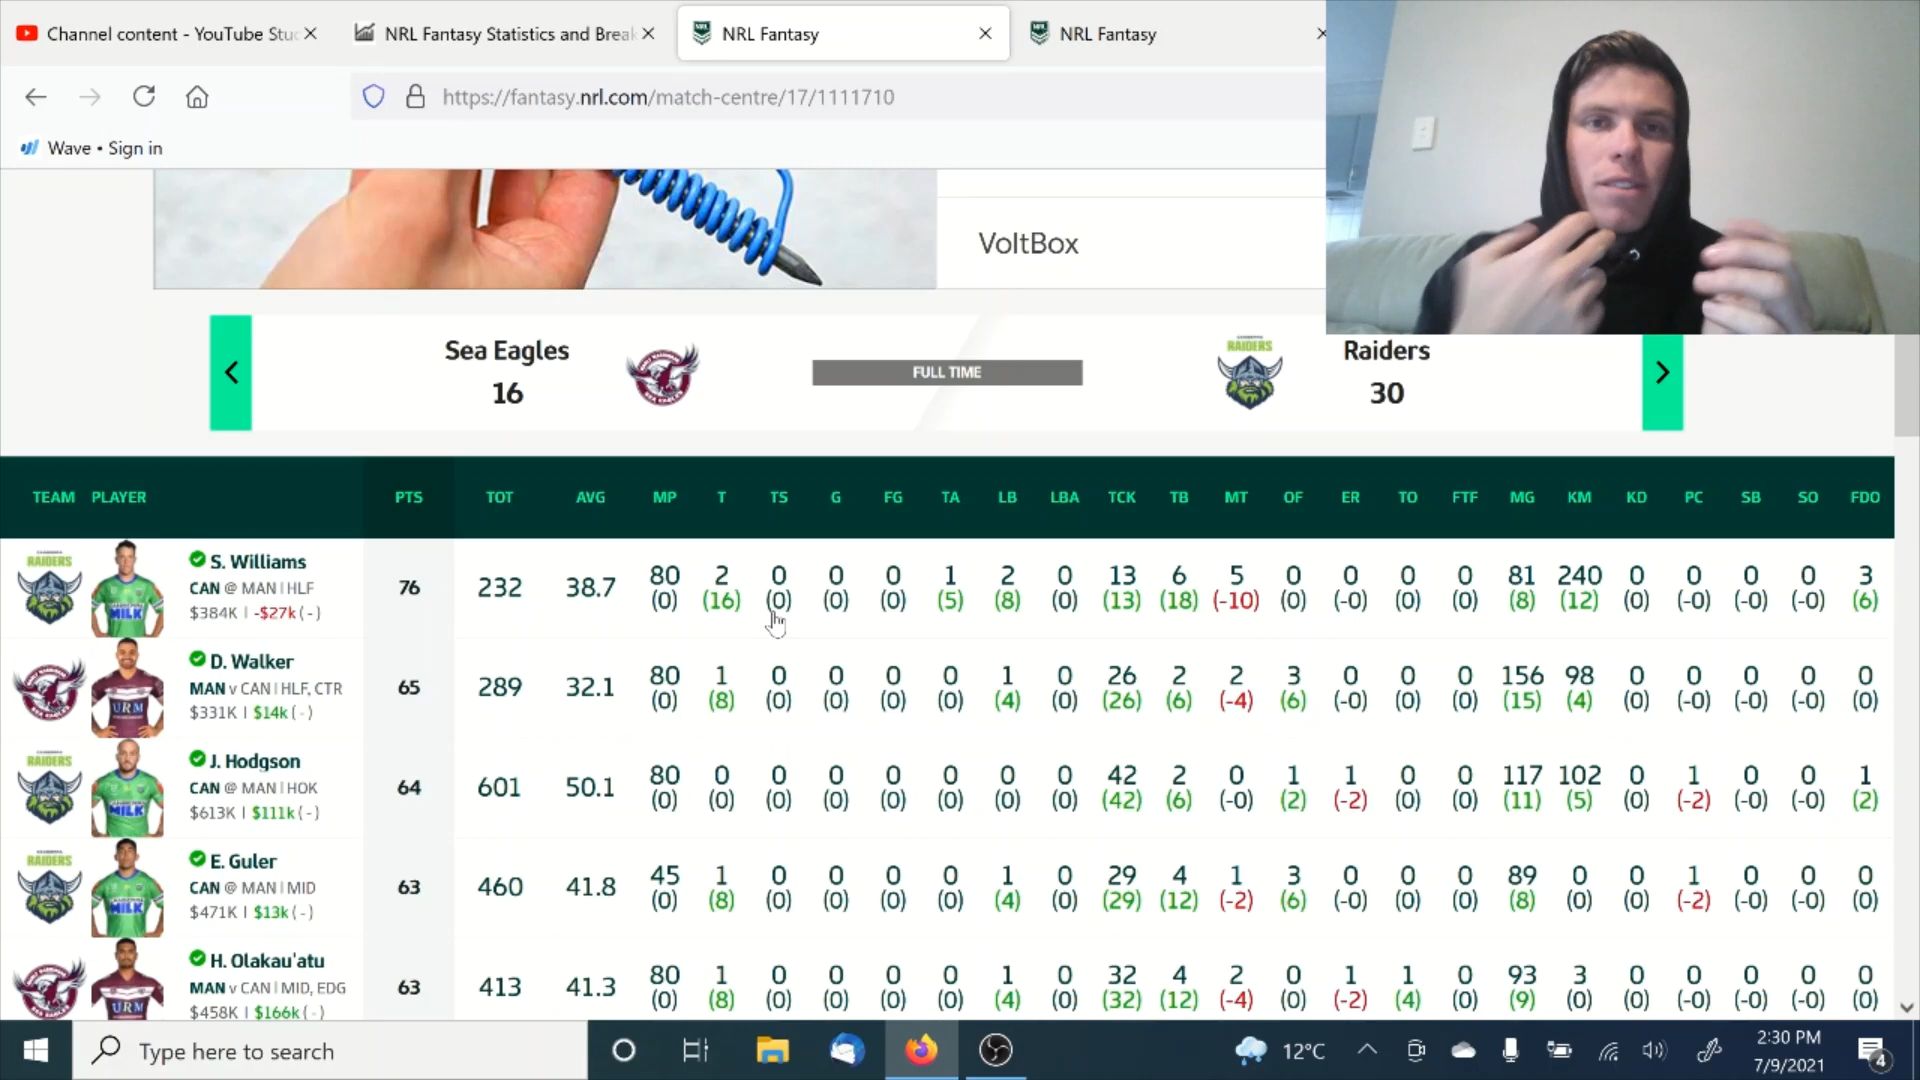 Channel content - YouTube Stu
NRL Fantasy Statistics and Break
NRL Fantasy
NRL Fantasy
https://fantasy.nrl.com/match-centre/17/1111710
Wave • Sign in
VoltBox
Sea Eagles
16
FULL TIME
RAIDERS
Raiders
30
TEAM PLAYER PTS TOT AVG MP T TS G FG TA LB LBA TCK TB MT OF ER TO FTF MG KM KD PC SB SO FDO
RAIDERS
S. Williams
CAN @ MAN | HLF
$384K | -$27k (-)
76 232 38.7 80 2 0 0 0 1 2 0 13 6 5 0 0 0 0 81 240 0 0 0 0 3
(0) (16) (0) (0) (0) (5) (8) (0) (13) (18) (-10) (0) (-0) (0) (0) (8) (12) (0) (-0) (-0) (-0) (6)
D. Walker
MAN v CAN | HLF, CTR
$331K | $14k (-)
65 289 32.1 80 1 0 0 0 0 1 0 26 2 2 3 0 0 0 156 98 0 0 0 0 0
(0) (8) (0) (0) (0) (0) (4) (0) (26) (6) (-4) (6) (-0) (0) (0) (15) (4) (0) (-0) (-0) (-0) (0)
RAIDERS
J. Hodgson
CAN @ MAN | HOK
$613K | $111k (-)
64 601 50.1 80 0 0 0 0 0 0 0 42 2 0 1 1 0 0 117 102 0 1 0 0 1
(0) (0) (0) (0) (0) (0) (0) (0) (42) (6) (-0) (2) (-2) (0) (0) (11) (5) (0) (-2) (-0) (-0) (2)
RAIDERS
E. Guler
CAN @ MAN | MID
$471K | $13k (-)
63 460 41.8 45 1 0 0 0 0 1 0 29 4 1 3 0 0 0 89 0 0 1 0 0 0
(0) (8) (0) (0) (0) (0) (4) (0) (29) (12) (-2) (6) (-0) (0) (0) (8) (0) (0) (-2) (-0) (-0) (0)
H. Olakau'atu
MAN v CAN | MID, EDG
$458K | $166k (-)
63 413 41.3 80 1 0 0 0 0 1 0 32 4 2 0 1 1 0 93 3 0 0 0 0 0
(0) (8) (0) (0) (0) (0) (4) (0) (32) (12) (-4) (0) (-2) (4) (0) (9) (0) (0) (-0) (-0) (-0) (0)
Type here to search
12°C
2:30 PM
7/9/2021
4